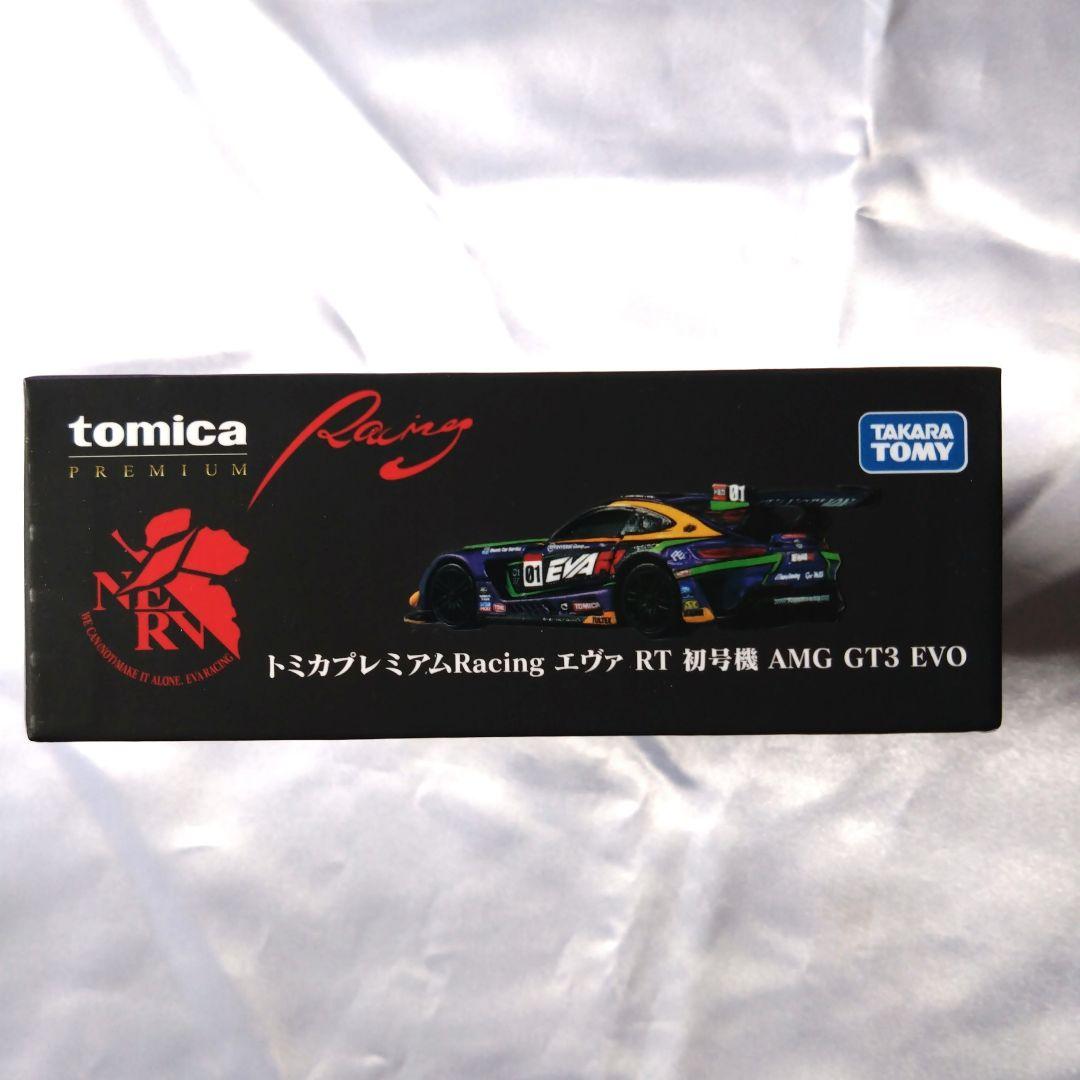 tomica
PREMIUM
Racing
TAKARA
TOMY
NERV
WE CAN (NOT) MAKE IT ALONE. EVA RACING
01
01
EVA
TOMICA
トミカプレミアムRacing エヴァ RT 初号機 AMG GT3 EVO